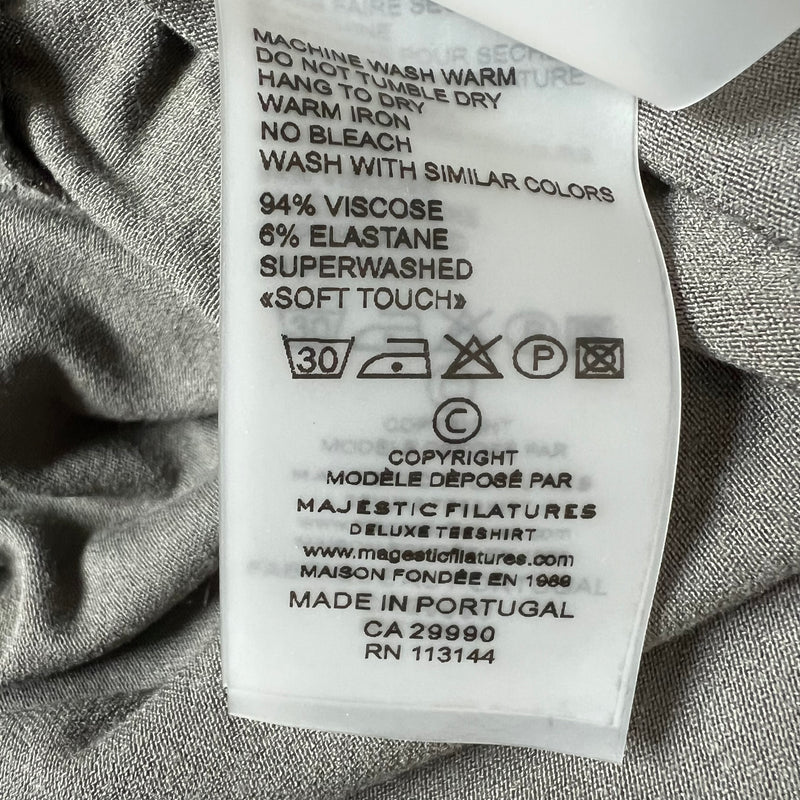 MACHINE WASH WARM
DO NOT TUMBLE DRY
HANG TO DRY
WARM IRON
NO BLEACH
WASH WITH SIMILAR COLORS
94% VISCOSE
6% ELASTANE
SUPERWASHED
«SOFT TOUCH»
30 P
©
COPYRIGHT
MODÈLE DÈPOSÉ PAR
MAJESTIC FILATURES
DELUXE TEESHIRT
www.magesticfilatures.com
MAISON FONDÉE EN 1989
MADE IN PORTUGAL
CA 29990
RN 113144